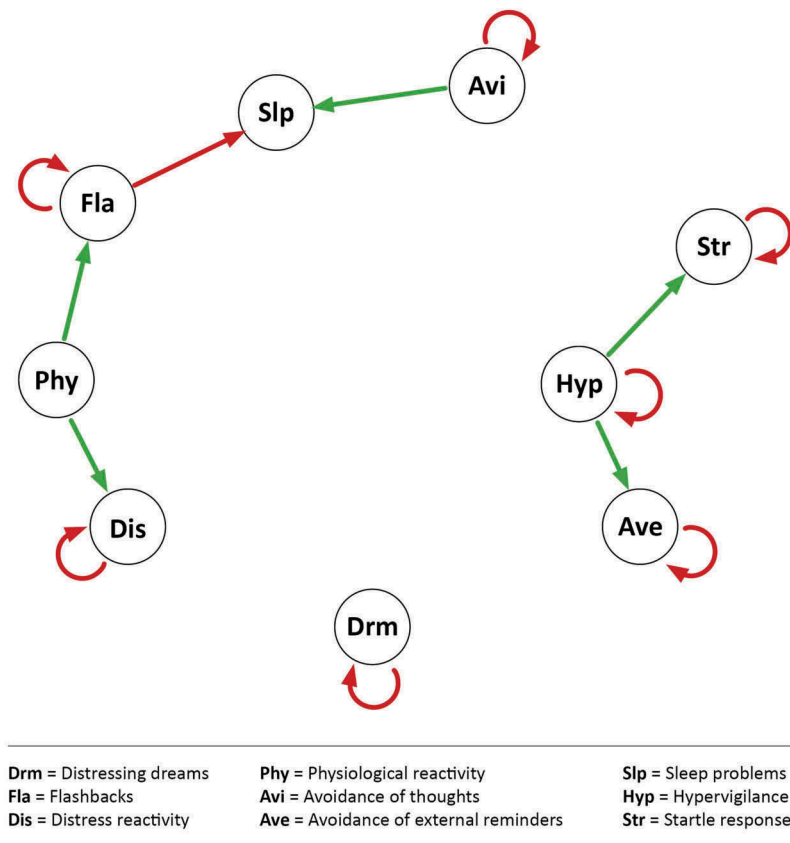 Avi
Slp
Fla
Str
Phy
Hyp
Dis
Ave
Drm
Drm = Distressing dreams
Fla = Flashbacks
Dis = Distress reactivity
Phy = Physiological reactivity
Avi = Avoidance of thoughts
Ave = Avoidance of external reminders
Slp = Sleep problems
Hyp = Hypervigilance
Str = Startle response